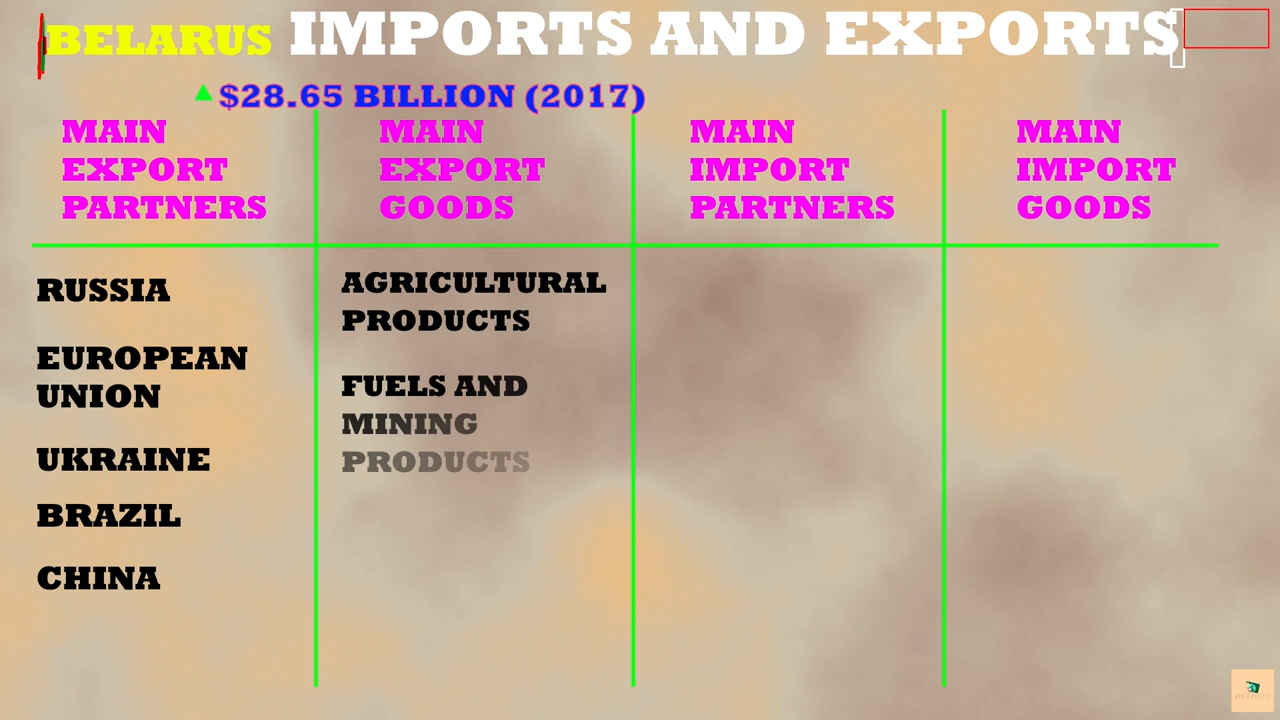 BELARUS IMPORTS AND EXPORTS
$28.65 BILLION (2017)
MAIN
EXPORT
PARTNERS
MAIN
EXPORT
GOODS
MAIN
IMPORT
PARTNERS
MAIN
IMPORT
GOODS
RUSSIA
EUROPEAN
UNION
UKRAINE
BRAZIL
CHINA
AGRICULTURAL
PRODUCTS
FUELS AND
MINING
PRODUCTS